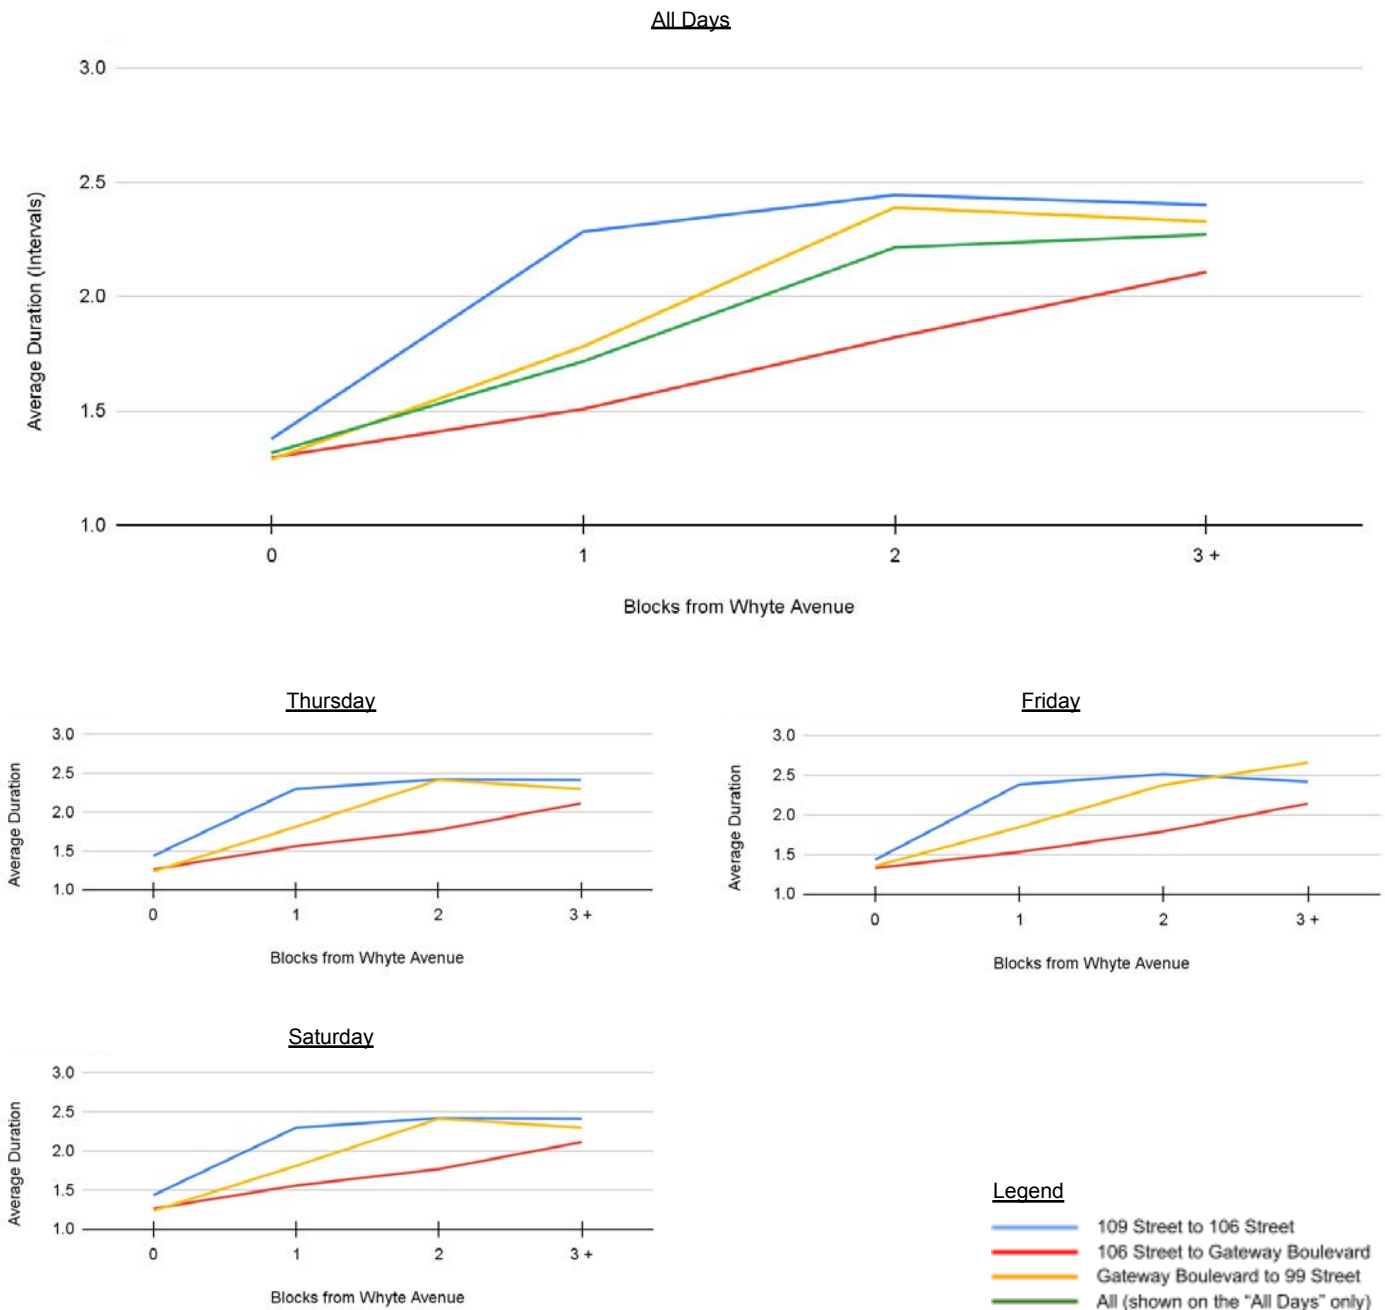 All Days
3.0
2.5
2.0
1.5
1.0
Average Duration (Intervals)
0 1 2 3 +
Blocks from Whyte Avenue
Thursday
3.0
2.5
2.0
1.5
1.0
Average Duration
0 1 2 3 +
Blocks from Whyte Avenue
Friday
3.0
2.5
2.0
1.5
1.0
Average Duration
0 1 2 3 +
Blocks from Whyte Avenue
Saturday
3.0
2.5
2.0
1.5
1.0
Average Duration
0 1 2 3 +
Blocks from Whyte Avenue
Legend
109 Street to 106 Street
106 Street to Gateway Boulevard
Gateway Boulevard to 99 Street
All (shown on the “All Days” only)